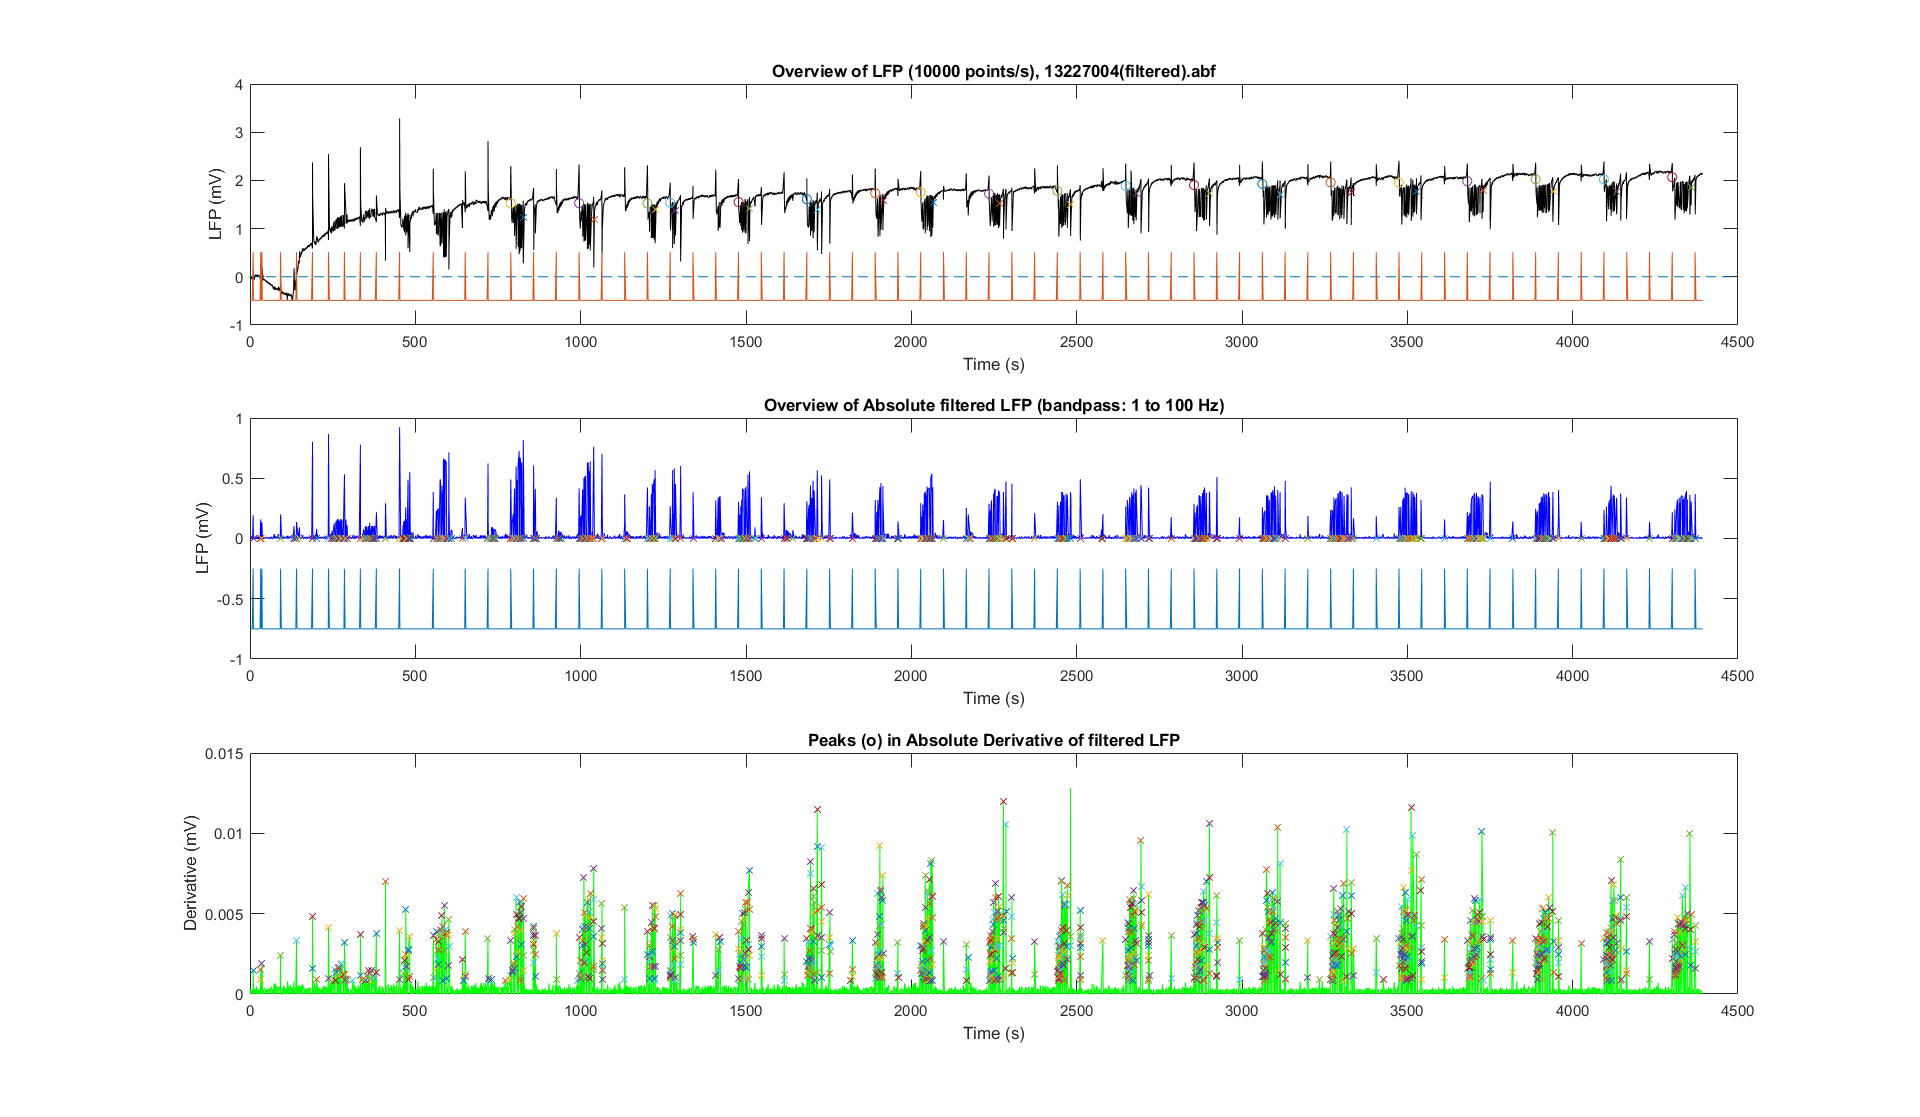 Overview of LFP (10000 points/s), 13227004(filtered).abf
4
3
2
1
0
-1
LFP (mV)
0 500 1000 1500 2000 2500 3000 3500 4000 4500
Time (s)
Overview of Absolute filtered LFP (bandpass: 1 to 100 Hz)
1
0.5
0
-0.5
-1
LFP (mV)
0 500 1000 1500 2000 2500 3000 3500 4000 4500
Time (s)
Peaks (o) in Absolute Derivative of filtered LFP
0.015
0.01
0.005
0
Derivative (mV)
0 500 1000 1500 2000 2500 3000 3500 4000 4500
Time (s)